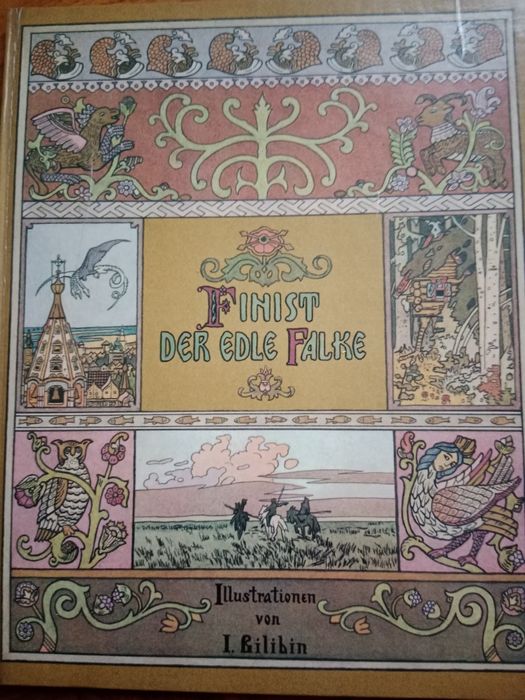 FINIST
DER EDLE FALKE
Illustrationen
von
I. Bilibin